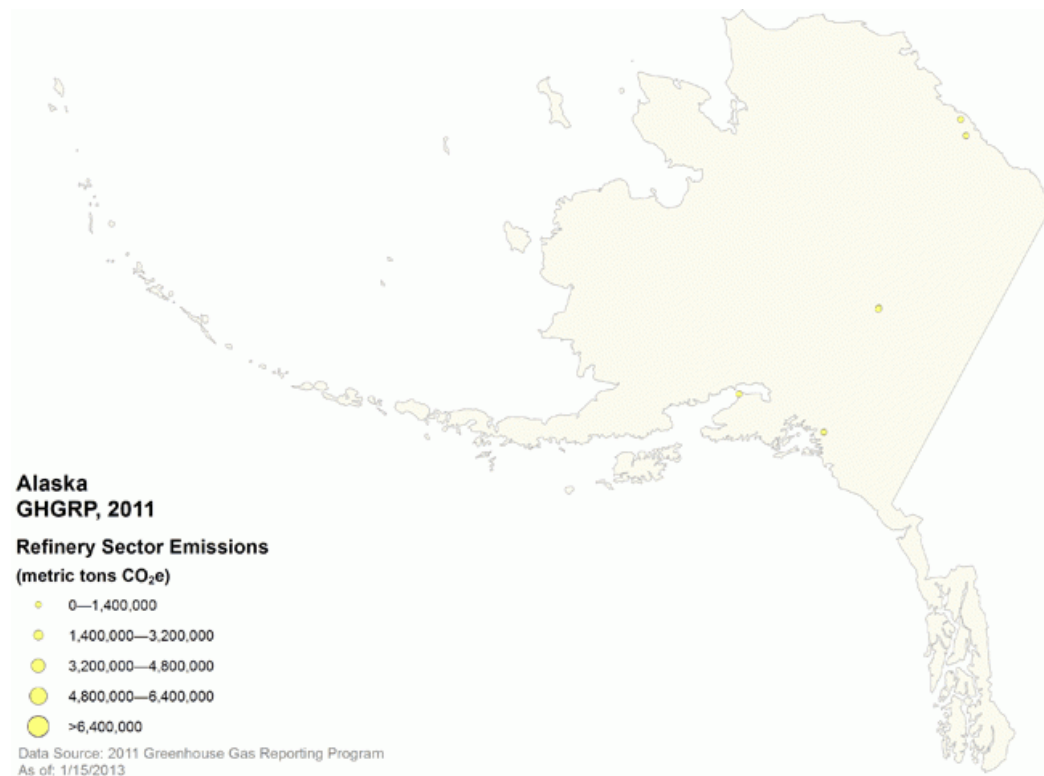 Alaska
GHGRP, 2011
Refinery Sector Emissions
(metric tons CO₂e)
0—1,400,000
1,400,000—3,200,000
3,200,000—4,800,000
4,800,000—6,400,000
>6,400,000
Data Source: 2011 Greenhouse Gas Reporting Program
As of: 1/15/2013